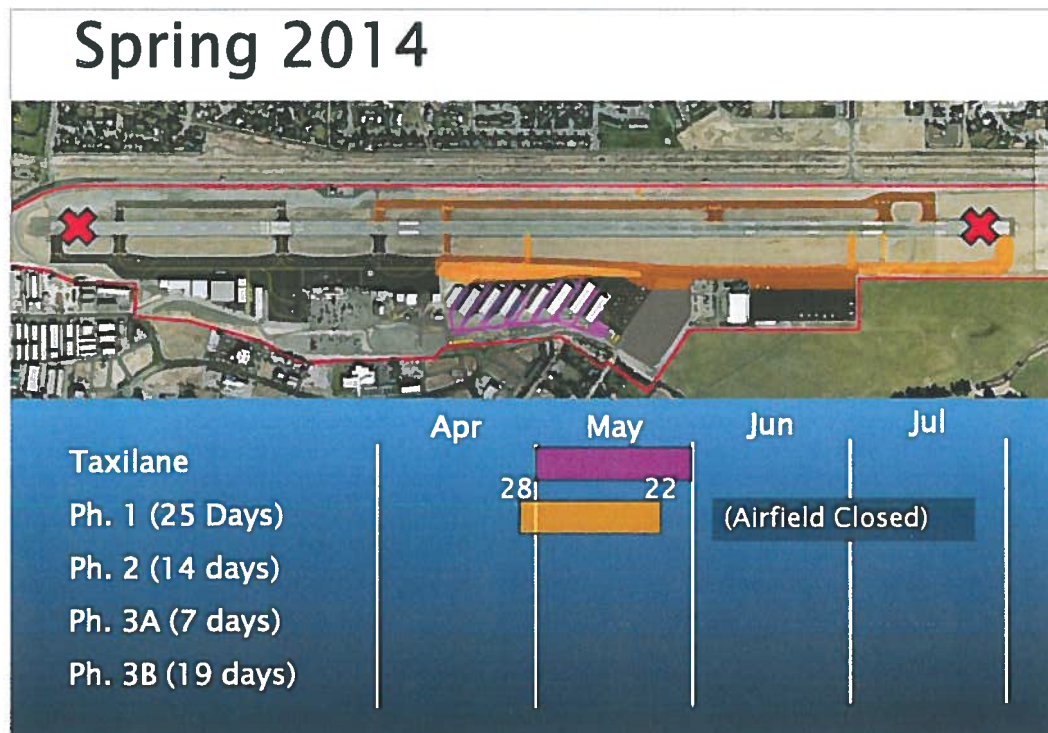 Spring 2014
Apr May Jun Jul
Taxilane
28 22
Ph. 1 (25 Days) (Airfield Closed)
Ph. 2 (14 days)
Ph. 3A (7 days)
Ph. 3B (19 days)